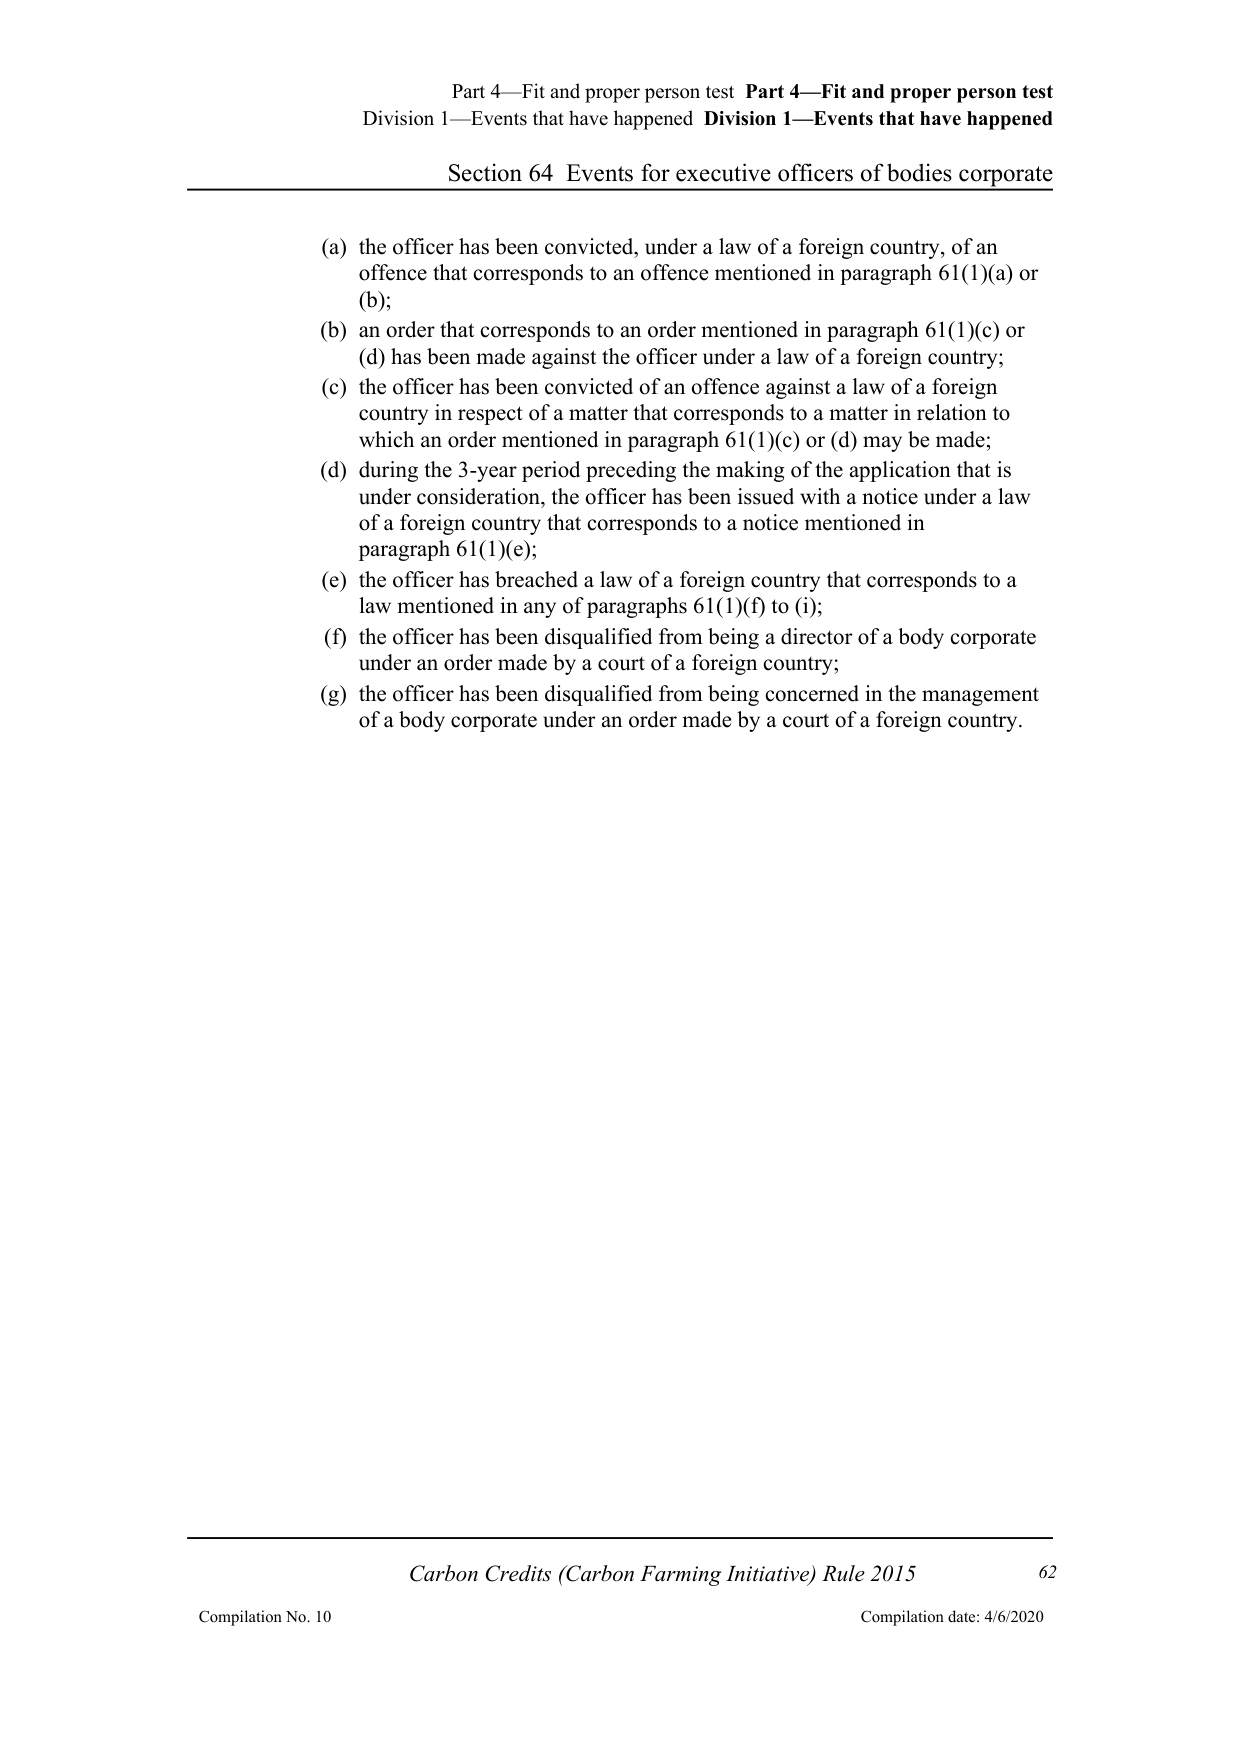 Part 4—Fit and proper person test  Part 4—Fit and proper person test
Division 1—Events that have happened  Division 1—Events that have happened
Section 64  Events for executive officers of bodies corporate
(a) the officer has been convicted, under a law of a foreign country, of an
offence that corresponds to an offence mentioned in paragraph 61(1)(a) or
(b);
(b) an order that corresponds to an order mentioned in paragraph 61(1)(c) or
(d) has been made against the officer under a law of a foreign country;
(c) the officer has been convicted of an offence against a law of a foreign
country in respect of a matter that corresponds to a matter in relation to
which an order mentioned in paragraph 61(1)(c) or (d) may be made;
(d) during the 3-year period preceding the making of the application that is
under consideration, the officer has been issued with a notice under a law
of a foreign country that corresponds to a notice mentioned in
paragraph 61(1)(e);
(e) the officer has breached a law of a foreign country that corresponds to a
law mentioned in any of paragraphs 61(1)(f) to (i);
(f) the officer has been disqualified from being a director of a body corporate
under an order made by a court of a foreign country;
(g) the officer has been disqualified from being concerned in the management
of a body corporate under an order made by a court of a foreign country.
Carbon Credits (Carbon Farming Initiative) Rule 2015 62
Compilation No. 10 Compilation date: 4/6/2020